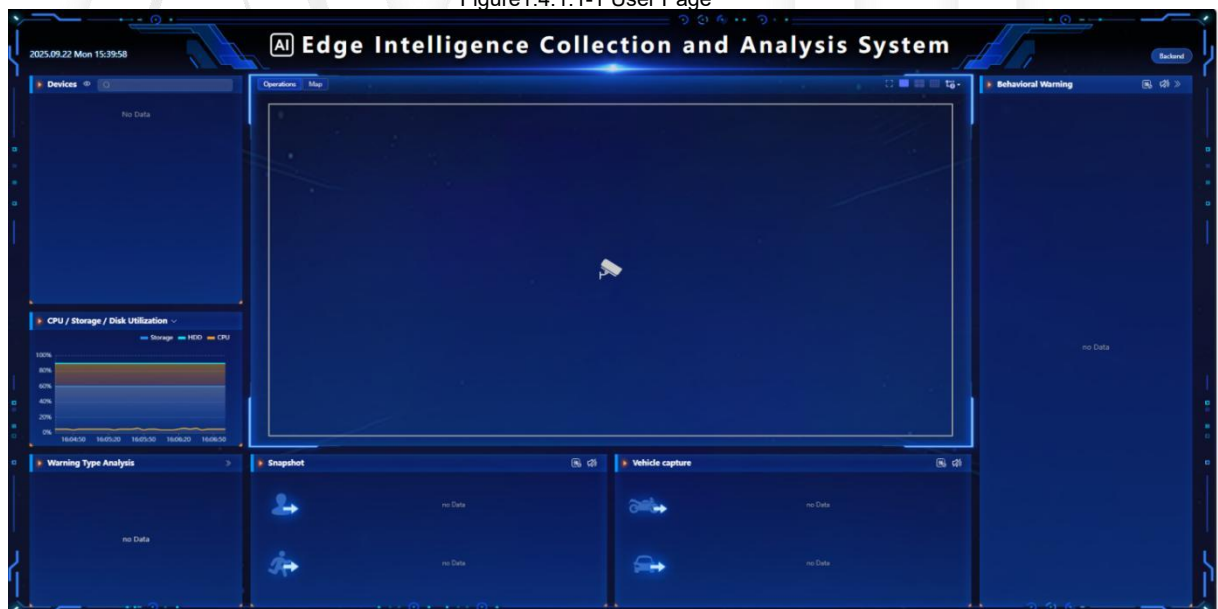 Figure1.4.1.1-1 User Page
AI Edge Intelligence Collection and Analysis System
2025.09.22 Mon 15:39:58
Backend
Devices
No Data
Operations Map
Behavioral Warning
no Data
CPU / Storage / Disk Utilization
Storage HDD CPU
100%
80%
60%
40%
20%
0%
16:04:50 16:05:20 16:05:50 16:06:20 16:06:50
Warning Type Analysis
no Data
Snapshot
no Data
no Data
Vehicle capture
no Data
no Data